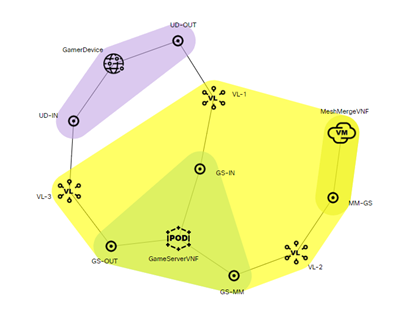 UD-OUT
GamerDevice
VL-1
VL
MeshMergeVNF
VM
UD-IN
GS-IN
VL-3
VL
MM-GS
POD
GS-OUT
GameServerVNF
VL
VL-2
GS-MM